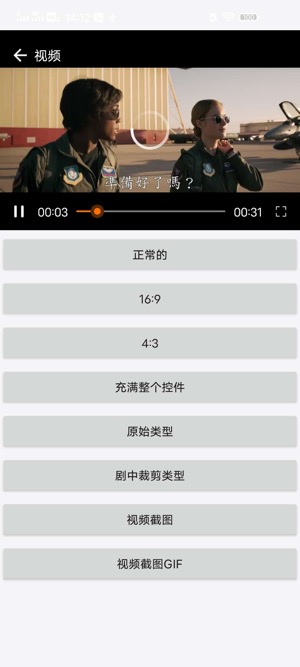 视频
準備好了嗎？
00:03
00:31
正常的
16:9
4:3
充满整个控件
原始类型
剧中裁剪类型
视频截图
视频截图GIF